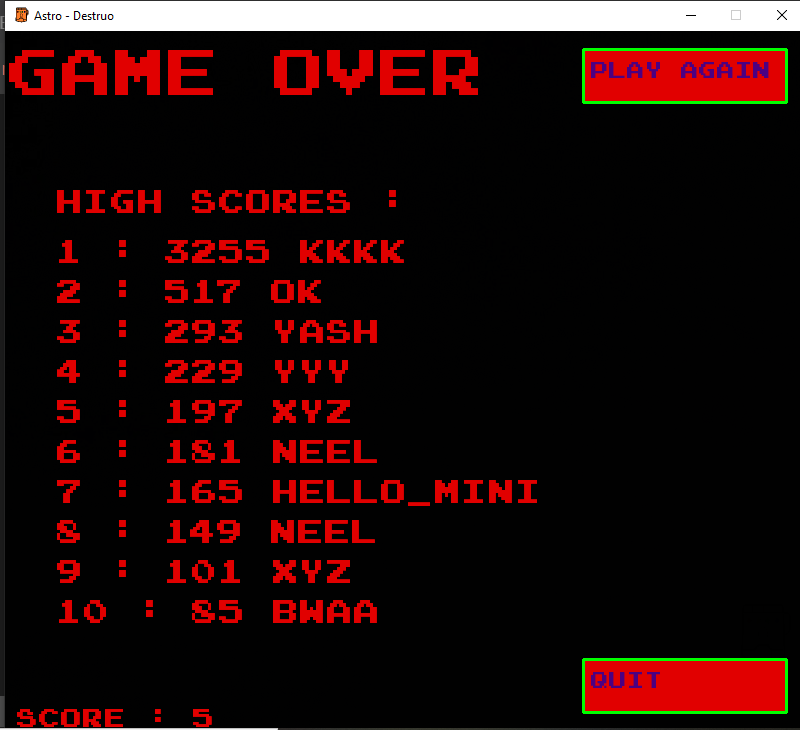 Astro - Destruo
GAME OVER
PLAY AGAIN
HIGH SCORES :
1 : 3255 KKKK
2 : 517 OK
3 : 293 YASH
4 : 229 YYY
5 : 197 XYZ
6 : 181 NEEL
7 : 165 HELLO_MINI
8 : 149 NEEL
9 : 101 XYZ
10 : 85 BWAA
QUIT
SCORE : 5